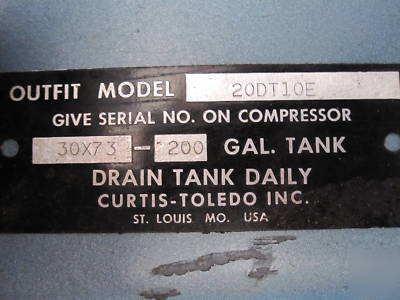 OUTFIT MODEL 20DT10E
GIVE SERIAL NO. ON COMPRESSOR
30X73 - 200 GAL. TANK
DRAIN TANK DAILY
CURTIS-TOLEDO INC.
ST. LOUIS MO. USA